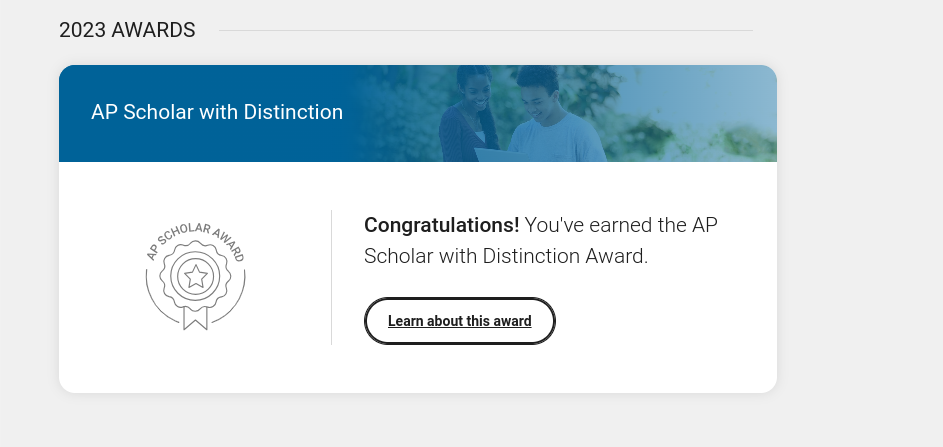 2023 AWARDS
AP Scholar with Distinction
AP SCHOLAR AWARD
Congratulations! You've earned the AP
Scholar with Distinction Award.
Learn about this award